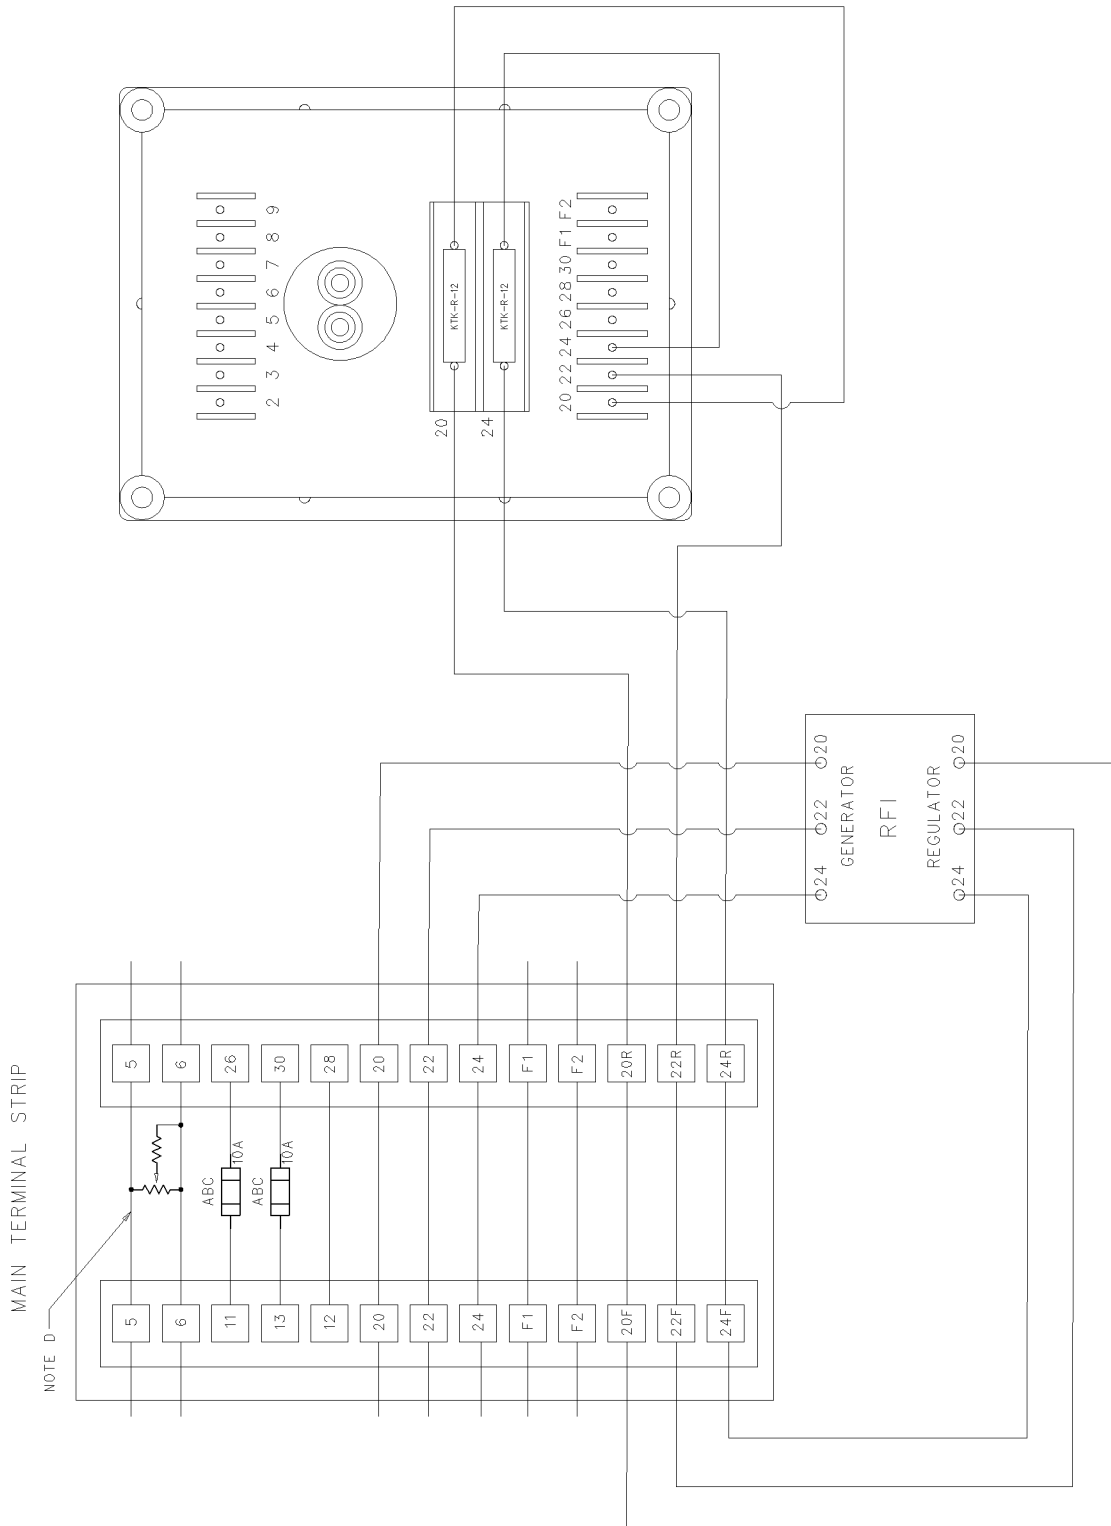 MAIN TERMINAL STRIP
NOTE D
5
6
26
30
28
20
22
24
F1
F2
20R
22R
24R
ABC
10A
ABC
10A
5
6
11
13
12
20
22
24
F1
F2
20F
22F
24F
2 3 4 5 6 7 8 9
KTK-R-12
KTK-R-12
20
24
20 22 24 26 28 30 F1 F2
24 22 20
GENERATOR
RFI
REGULATOR
24 22 20